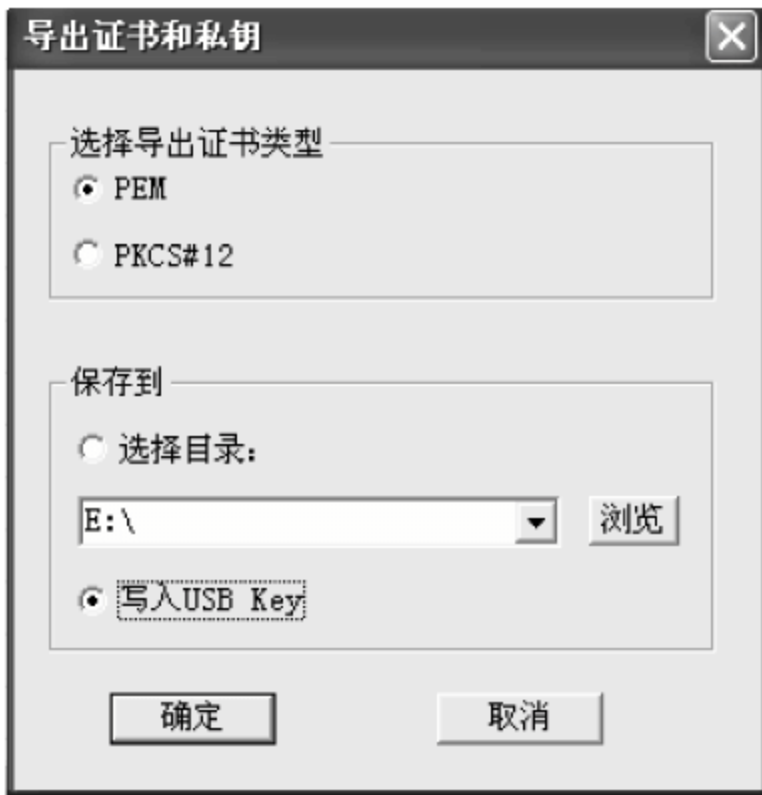 导出证书和私钥
选择导出证书类型
PEM
PKCS#12
保存到
选择目录：
E:\
浏览
写入USB Key
确定
取消